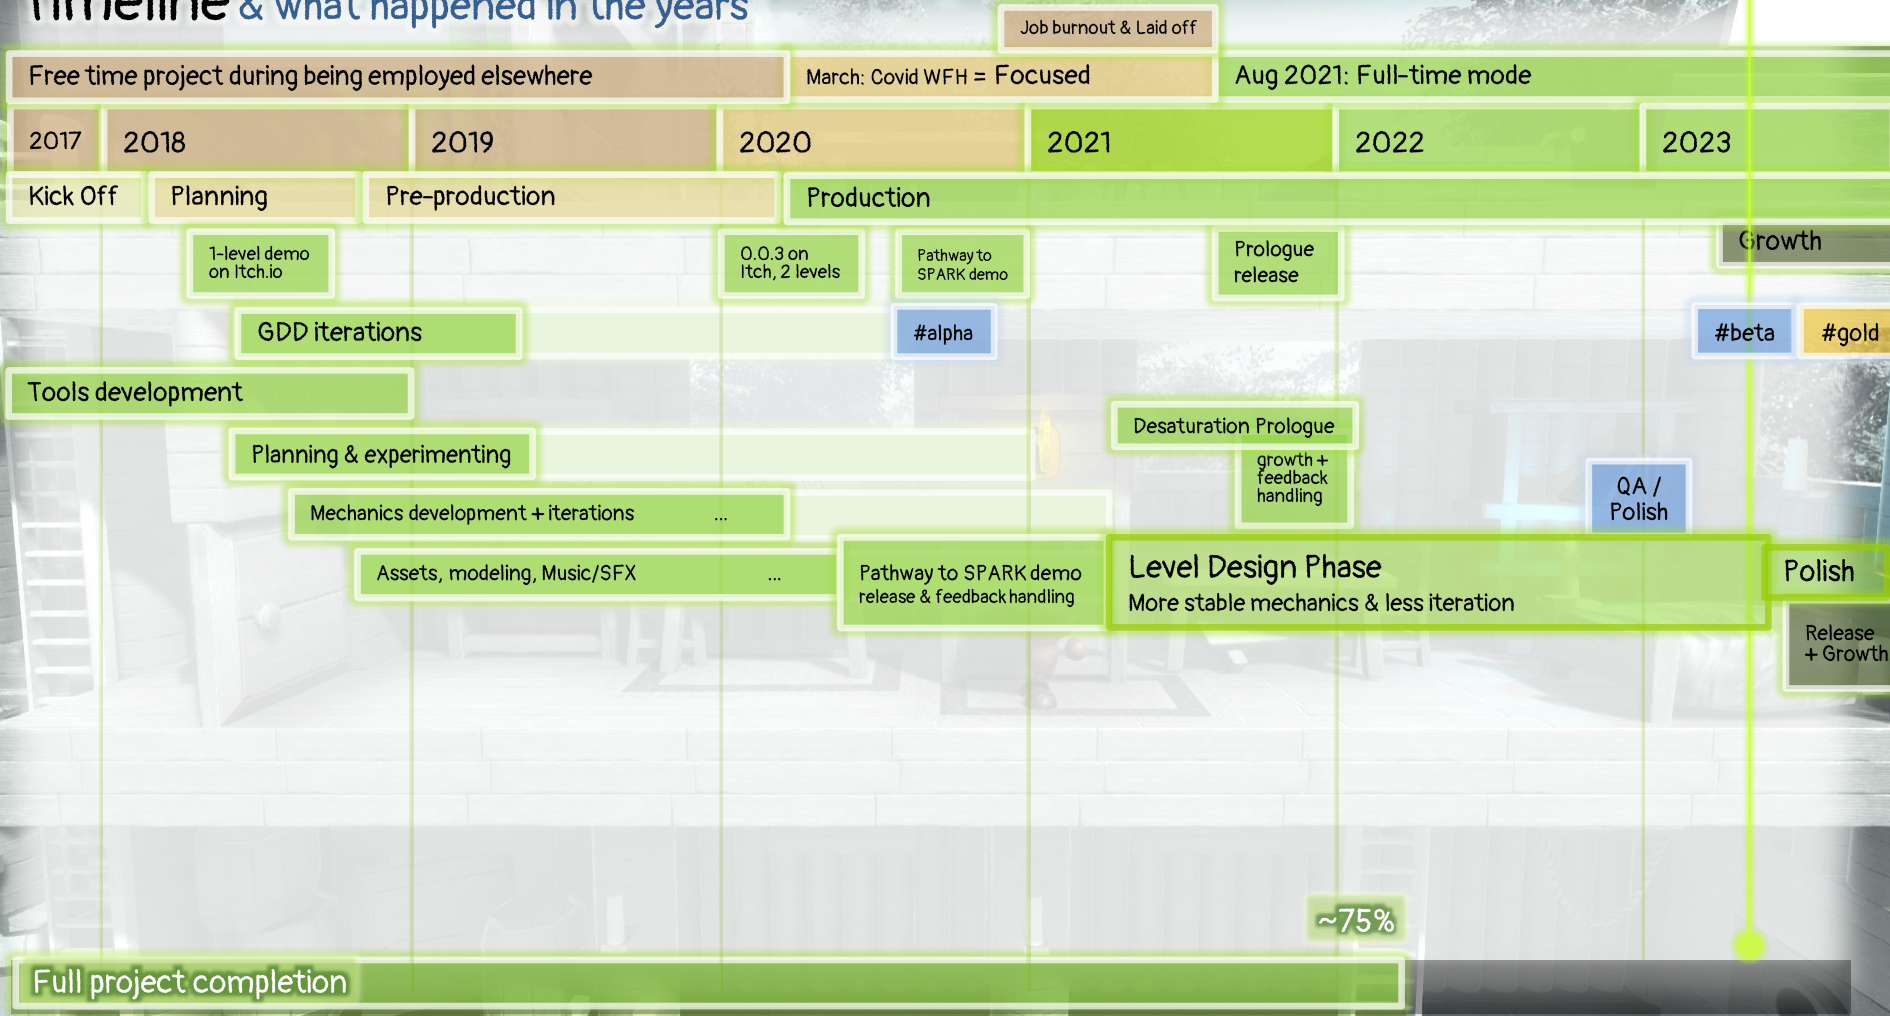 Timeline & what happened in the years
Job burnout & Laid off
Free time project during being employed elsewhere
March: Covid WFH = Focused
Aug 2021: Full-time mode
2017
2018
2019
2020
2021
2022
2023
Kick Off
Planning
Pre-production
Production
1-level demo
on Itch.io
0.0.3 on
Itch, 2 levels
Pathway to
SPARK demo
Prologue
release
Growth
GDD iterations
#alpha
#beta
#gold
Tools development
Desaturation Prologue
growth +
feedback
handling
Planning & experimenting
QA /
Polish
Mechanics development + iterations ...
Assets, modeling, Music/SFX ...
Pathway to SPARK demo
release & feedback handling
Level Design Phase
More stable mechanics & less iteration
Polish
Release
+ Growth
~75%
Full project completion